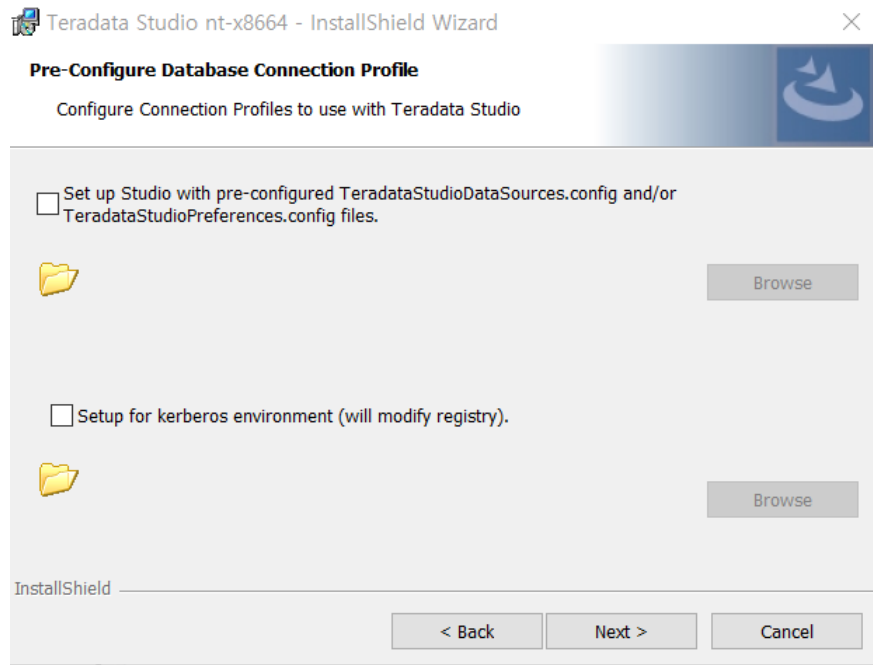 Teradata Studio nt-x8664 - InstallShield Wizard
Pre-Configure Database Connection Profile
Configure Connection Profiles to use with Teradata Studio
Set up Studio with pre-configured TeradataStudioDataSources.config and/or
TeradataStudioPreferences.config files.
Browse
Setup for kerberos environment (will modify registry).
Browse
InstallShield
< Back Next > Cancel